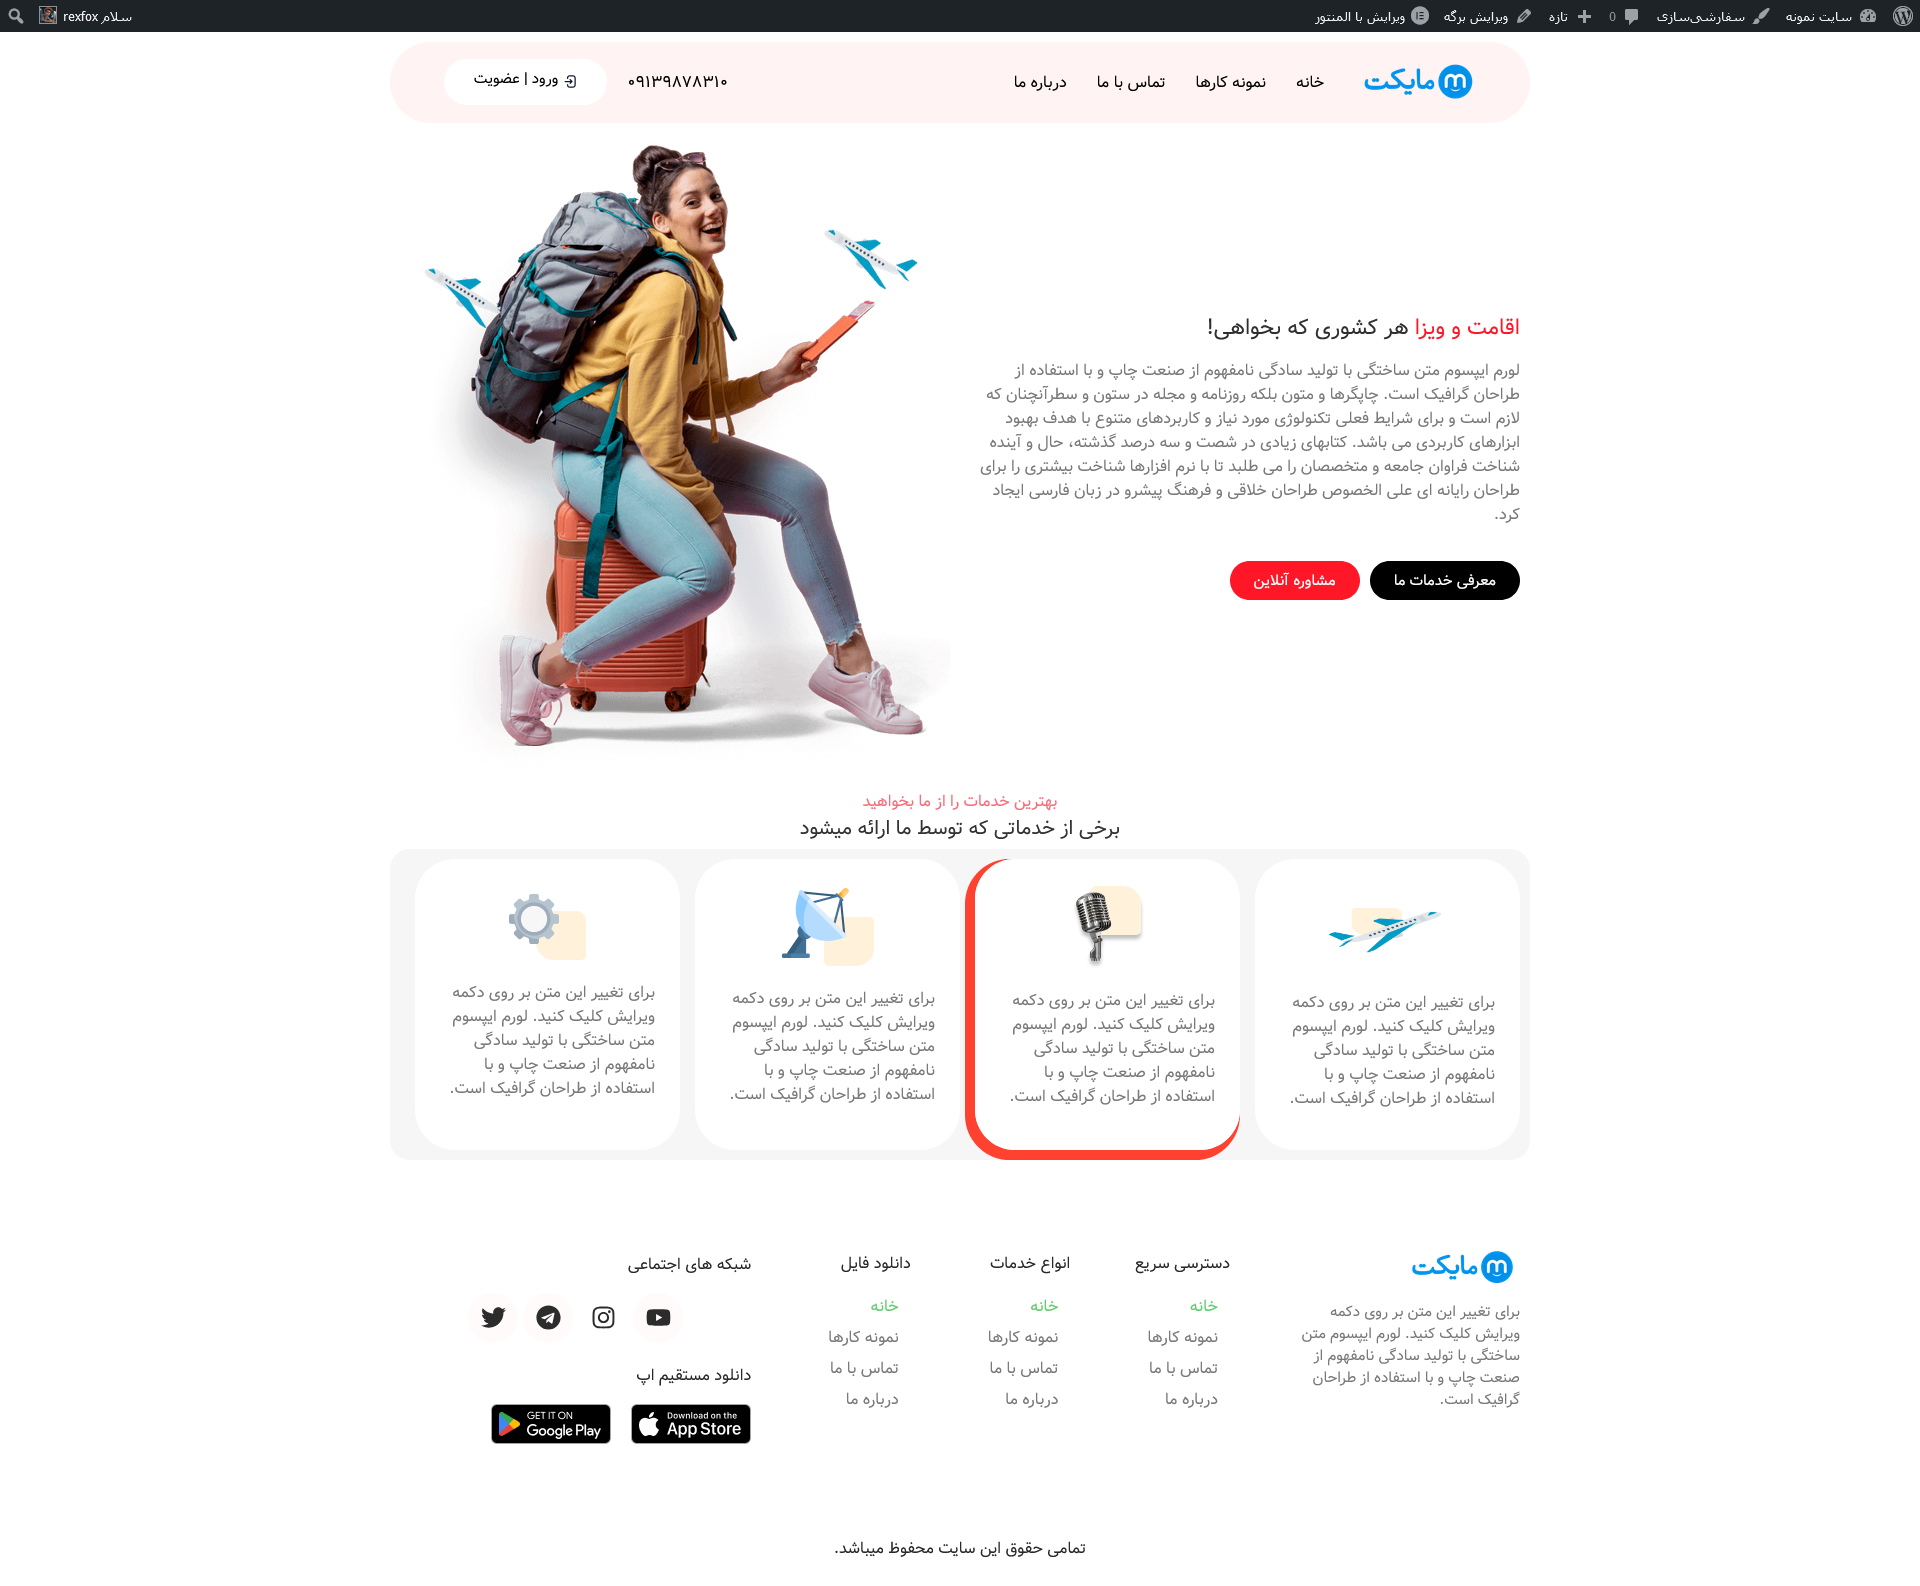 سایت نمونه
سفارشی‌سازی
0
تازه
ویرایش برگه
ویرایش با المنتور
سلام rexfox
مایکت
خانه
نمونه کارها
تماس با ما
درباره ما
۰۹۱۳۹۸۷۸۳۱۰
ورود | عضویت
اقامت و ویزا هر کشوری که بخواهی!
لورم ایپسوم متن ساختگی با تولید سادگی نامفهوم از صنعت چاپ و با استفاده از
طراحان گرافیک است. چاپگرها و متون بلکه روزنامه و مجله در ستون و سطرآنچنان که
لازم است و برای شرایط فعلی تکنولوژی مورد نیاز و کاربردهای متنوع با هدف بهبود
ابزارهای کاربردی می باشد. کتابهای زیادی در شصت و سه درصد گذشته، حال و آینده
شناخت فراوان جامعه و متخصصان را می طلبد تا با نرم افزارها شناخت بیشتری را برای
طراحان رایانه ای علی الخصوص طراحان خلاقی و فرهنگ پیشرو در زبان فارسی ایجاد
کرد.
معرفی خدمات ما
مشاوره آنلاین
بهترین خدمات را از ما بخواهید
برخی از خدماتی که توسط ما ارائه میشود
برای تغییر این متن بر روی دکمه
ویرایش کلیک کنید. لورم ایپسوم
متن ساختگی با تولید سادگی
نامفهوم از صنعت چاپ و با
استفاده از طراحان گرافیک است.
برای تغییر این متن بر روی دکمه
ویرایش کلیک کنید. لورم ایپسوم
متن ساختگی با تولید سادگی
نامفهوم از صنعت چاپ و با
استفاده از طراحان گرافیک است.
برای تغییر این متن بر روی دکمه
ویرایش کلیک کنید. لورم ایپسوم
متن ساختگی با تولید سادگی
نامفهوم از صنعت چاپ و با
استفاده از طراحان گرافیک است.
برای تغییر این متن بر روی دکمه
ویرایش کلیک کنید. لورم ایپسوم
متن ساختگی با تولید سادگی
نامفهوم از صنعت چاپ و با
استفاده از طراحان گرافیک است.
مایکت
برای تغییر این متن بر روی دکمه
ویرایش کلیک کنید. لورم ایپسوم متن
ساختگی با تولید سادگی نامفهوم از
صنعت چاپ و با استفاده از طراحان
گرافیک است.
دسترسی سریع
خانه
نمونه کارها
تماس با ما
درباره ما
انواع خدمات
خانه
نمونه کارها
تماس با ما
درباره ما
دانلود فایل
خانه
نمونه کارها
تماس با ما
درباره ما
شبکه های اجتماعی
دانلود مستقیم اپ
Download on the
App Store
GET IT ON
Google Play
تمامی حقوق این سایت محفوظ میباشد.